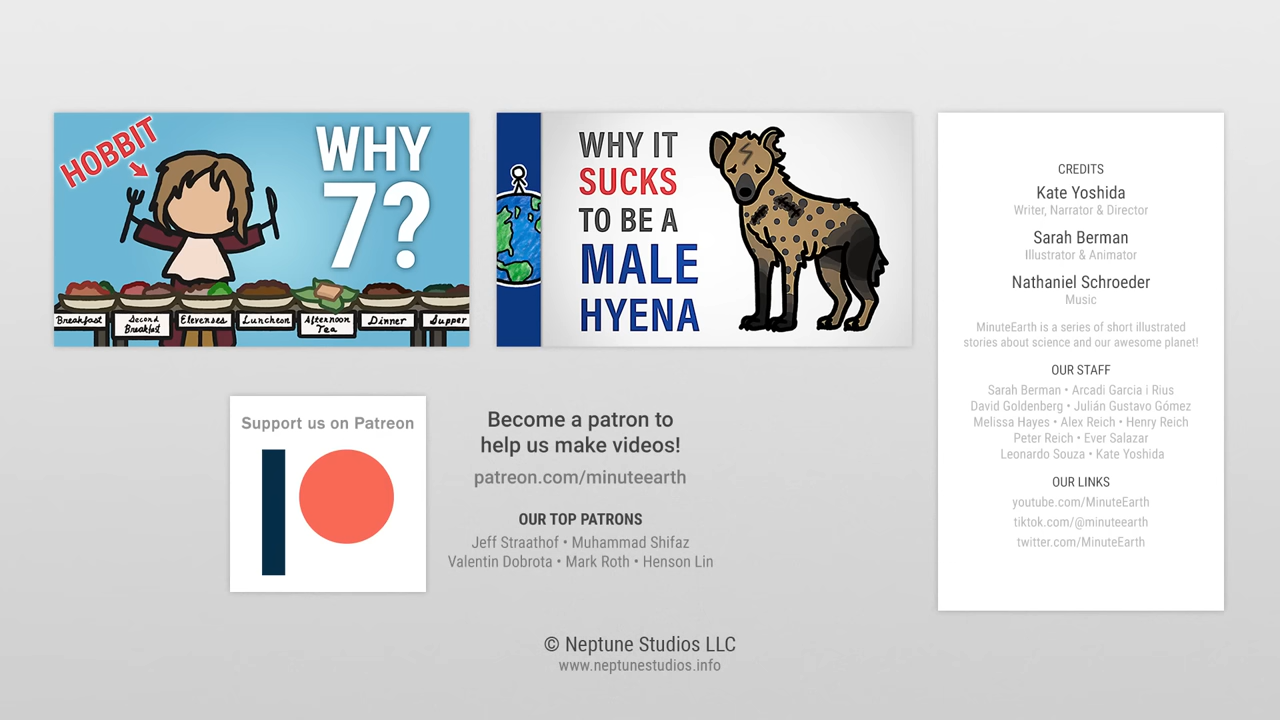 HOBBIT
WHY
7?
Breakfast
Second
Breakfast
Elevenses
Luncheon
Afternoon
Tea
Dinner
Supper
WHY IT
SUCKS
TO BE A
MALE
HYENA
Support us on Patreon
Become a patron to
help us make videos!
patreon.com/minuteearth
OUR TOP PATRONS
Jeff Straathof • Muhammad Shifaz
Valentin Dobrota • Mark Roth • Henson Lin
CREDITS
Kate Yoshida
Writer, Narrator & Director
Sarah Berman
Illustrator & Animator
Nathaniel Schroeder
Music
MinuteEarth is a series of short illustrated
stories about science and our awesome planet!
OUR STAFF
Sarah Berman • Arcadi Garcia i Rius
David Goldenberg • Julián Gustavo Gómez
Melissa Hayes • Alex Reich • Henry Reich
Peter Reich • Ever Salazar
Leonardo Souza • Kate Yoshida
OUR LINKS
youtube.com/MinuteEarth
tiktok.com/@minuteearth
twitter.com/MinuteEarth
© Neptune Studios LLC
www.neptunestudios.info